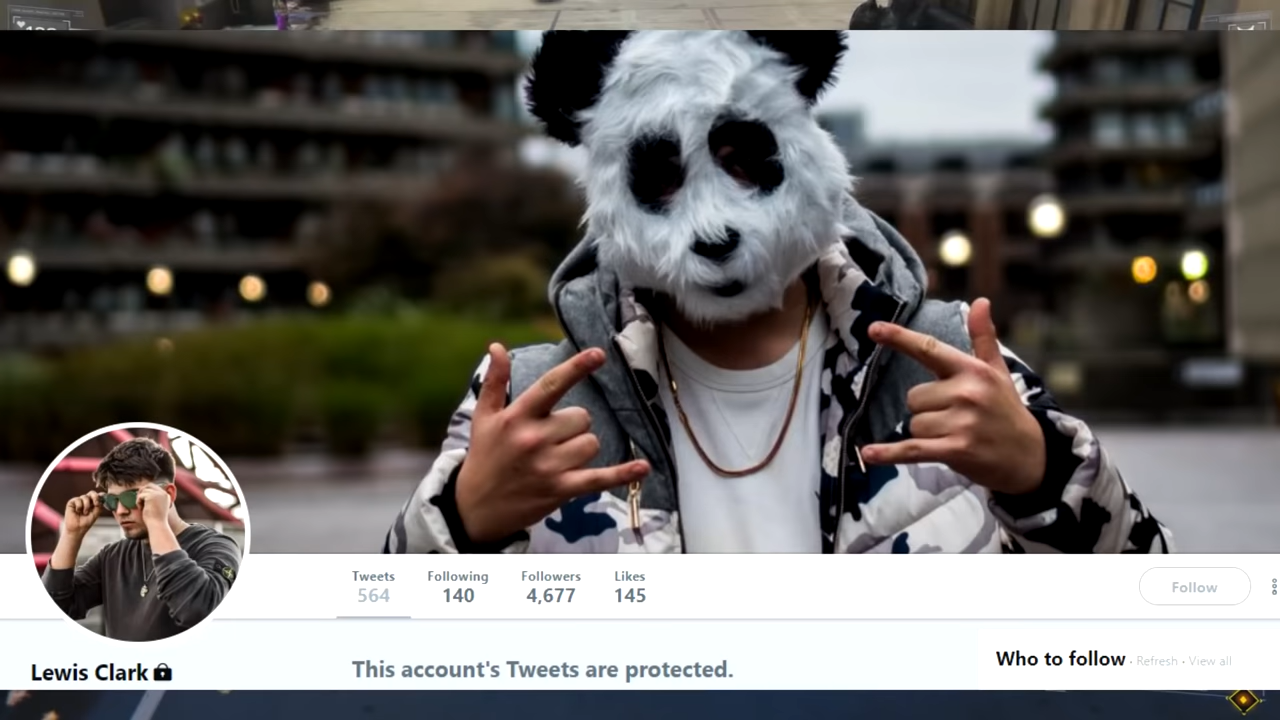 Tweets Following Followers Likes
564 140 4,677 145
Follow
Lewis Clark
This account's Tweets are protected.
Who to follow · Refresh · View all